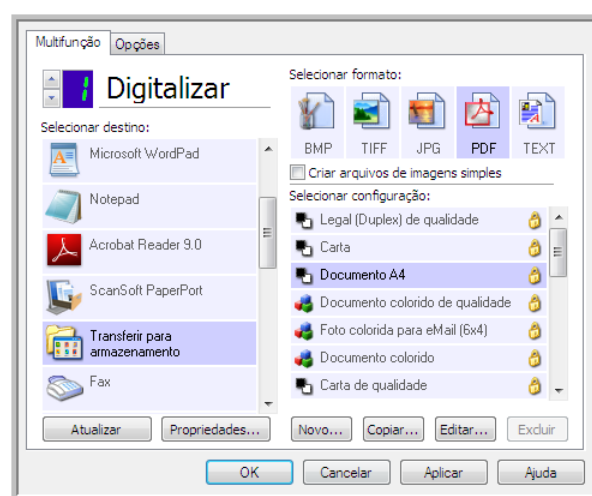 Multifunção
Opções
1 Digitalizar
Selecionar destino:
Microsoft WordPad
Notepad
Acrobat Reader 9.0
ScanSoft PaperPort
Transferir para
armazenamento
Fax
Atualizar
Propriedades...
Selecionar formato:
BMP TIFF JPG PDF TEXT
Criar arquivos de imagens simples
Selecionar configuração:
Legal (Duplex) de qualidade
Carta
Documento A4
Documento colorido de qualidade
Foto colorida para eMail (6x4)
Documento colorido
Carta de qualidade
Novo... Copiar... Editar... Excluir
OK Cancelar Aplicar Ajuda